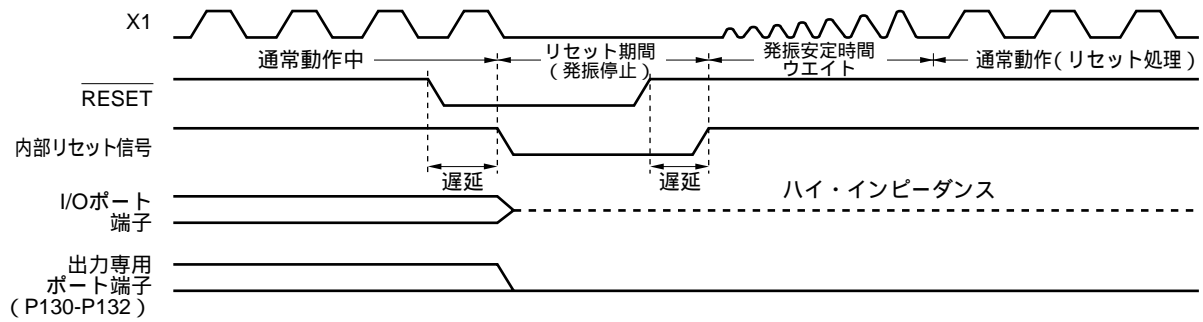 X1
通常動作中
リセット期間
(発振停止)
発振安定時間
ウエイト
通常動作(リセット処理)
RESET
内部リセット信号
遅延
遅延
I/Oポート
端子
ハイ・インピーダンス
出力専用
ポート端子
(P130-P132)